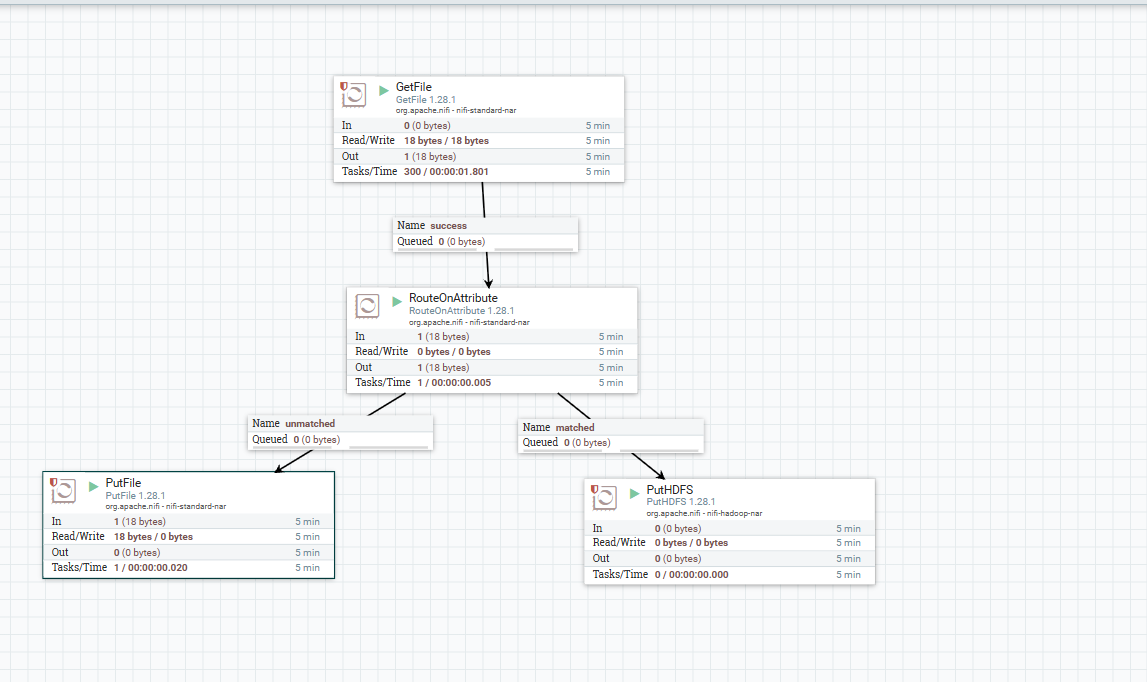 GetFile
GetFile 1.28.1
org.apache.nifi - nifi-standard-nar
In 0 (0 bytes) 5 min
Read/Write 18 bytes / 18 bytes 5 min
Out 1 (18 bytes) 5 min
Tasks/Time 300 / 00:00:01.801 5 min
Name success
Queued 0 (0 bytes)
RouteOnAttribute
RouteOnAttribute 1.28.1
org.apache.nifi - nifi-standard-nar
In 1 (18 bytes) 5 min
Read/Write 0 bytes / 0 bytes 5 min
Out 1 (18 bytes) 5 min
Tasks/Time 1 / 00:00:00.005 5 min
Name unmatched
Queued 0 (0 bytes)
Name matched
Queued 0 (0 bytes)
PutFile
PutFile 1.28.1
org.apache.nifi - nifi-standard-nar
In 1 (18 bytes) 5 min
Read/Write 18 bytes / 0 bytes 5 min
Out 0 (0 bytes) 5 min
Tasks/Time 1 / 00:00:00.020 5 min
PutHDFS
PutHDFS 1.28.1
org.apache.nifi - nifi-hadoop-nar
In 0 (0 bytes) 5 min
Read/Write 0 bytes / 0 bytes 5 min
Out 0 (0 bytes) 5 min
Tasks/Time 0 / 00:00:00.000 5 min